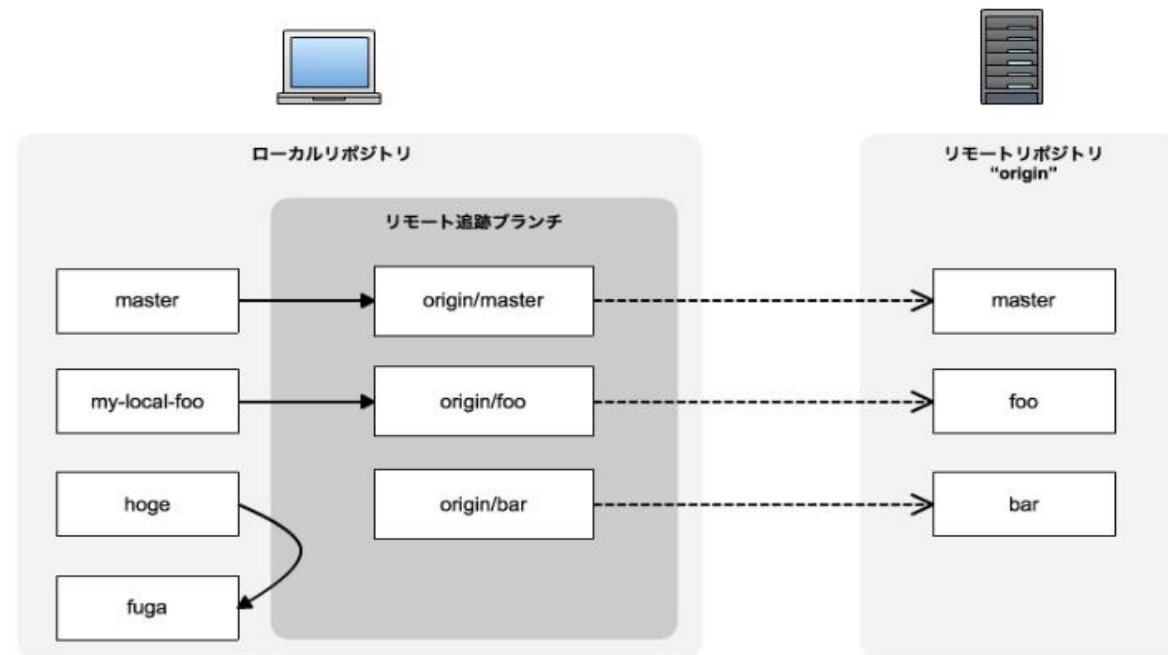 ローカルリポジトリ
リモートリポジトリ
"origin"
リモート追跡ブランチ
master
origin/master
master
my-local-foo
origin/foo
foo
hoge
origin/bar
bar
fuga